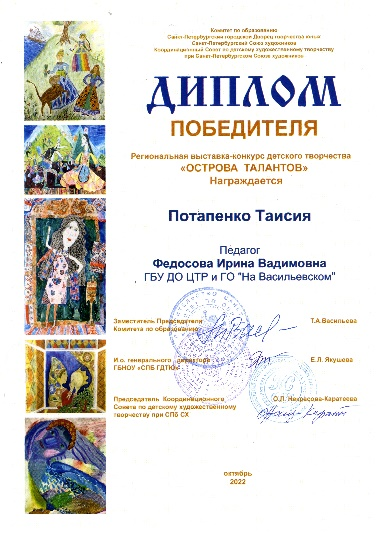 Комитет по образованию
Санкт-Петербургский городской Дворец творчества юных
Санкт-Петербургский Союз художников
Координационный Совет по детскому художественному творчеству
при Санкт-Петербургском Союзе художников
ДИПЛОМ
ПОБЕДИТЕЛЯ
Региональная выставка-конкурс детского творчества
«ОСТРОВА ТАЛАНТОВ»
Награждается
Потапенко Таисия
Педагог
Федосова Ирина Вадимовна
ГБУ ДО ЦТР и ГО "На Васильевском"
Заместитель Председателя Т.А.Васильева
Комитета по образованию
И.о. генерального директора Е.Л. Якушева
ГБНОУ «СПБ ГДТЮ»
Председатель Координационного О.Л. Некрасова-Каратеева
Совета по детскому художественному
творчеству при СПб СХ
октябрь
2022